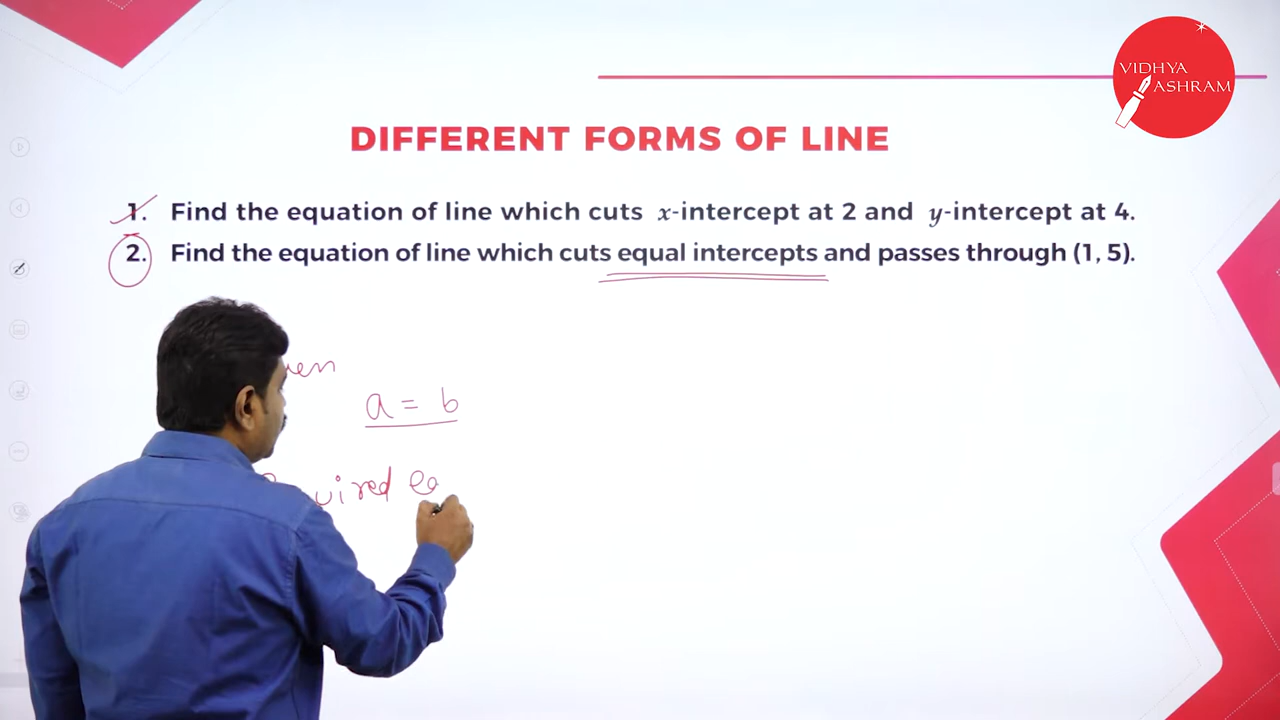 VIDHYA
ASHRAM
DIFFERENT FORMS OF LINE
1. Find the equation of line which cuts x-intercept at 2 and y-intercept at 4.
2. Find the equation of line which cuts equal intercepts and passes through (1, 5).
a = b